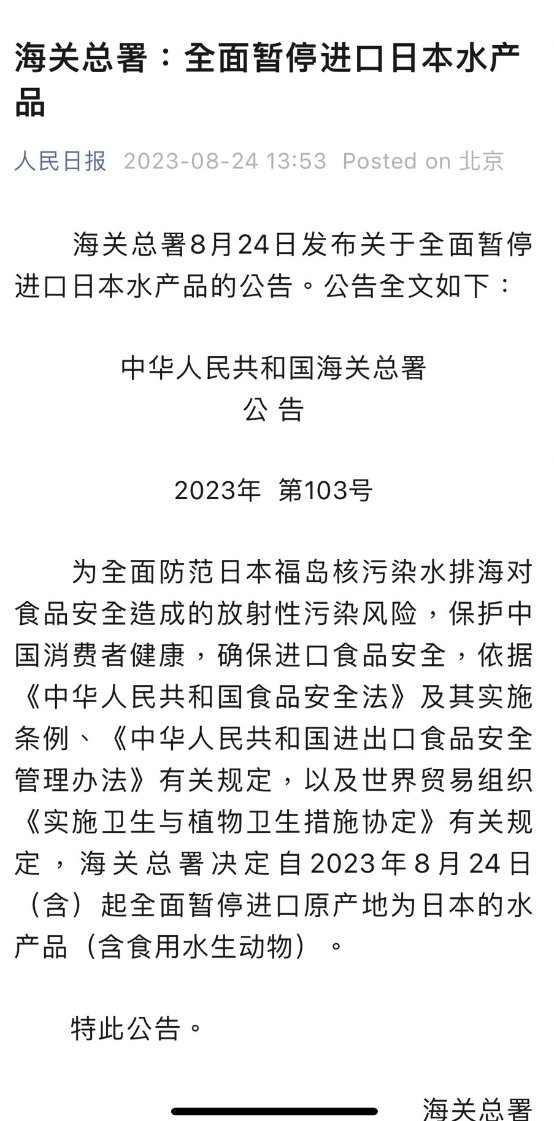 海关总署：全面暂停进口日本水产
品
人民日报 2023-08-24 13:53 Posted on 北京
海关总署8月24日发布关于全面暂停
进口日本水产品的公告。公告全文如下：
中华人民共和国海关总署
公 告
2023年 第103号
为全面防范日本福岛核污染水排海对
食品安全造成的放射性污染风险，保护中
国消费者健康，确保进口食品安全，依据
《中华人民共和国食品安全法》及其实施
条例、《中华人民共和国进出口食品安全
管理办法》有关规定，以及世界贸易组织
《实施卫生与植物卫生措施协定》有关规
定，海关总署决定自2023年8月24日
（含）起全面暂停进口原产地为日本的水
产品（含食用水生动物）。
特此公告。
海关总署